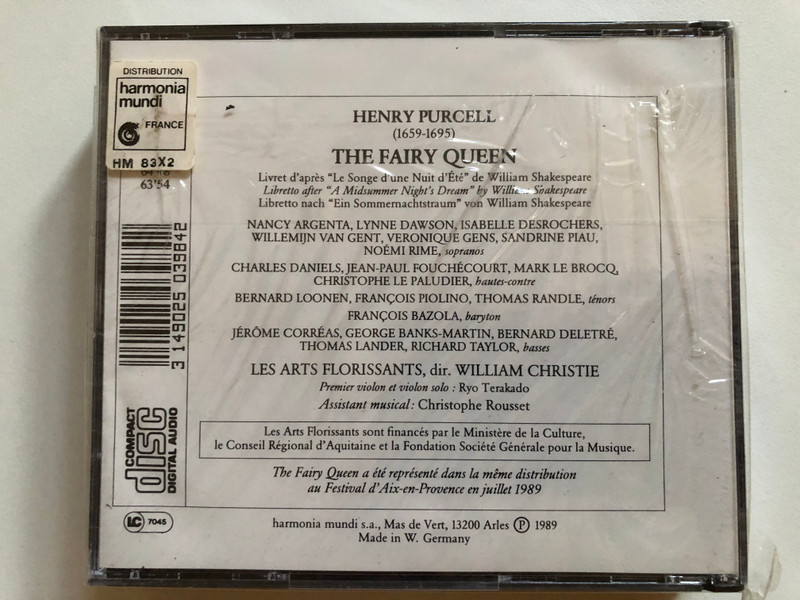 DISTRIBUTION
harmonia
mundi
FRANCE
HM 83X2
63'54
HENRY PURCELL
(1659-1695)
THE FAIRY QUEEN
Livret d'après "Le Songe d'une Nuit d'Été" de William Shakespeare
Libretto after "A Midsummer Night's Dream" by William Shakespeare
Libretto nach "Ein Sommernachtstraum" von William Shakespeare
NANCY ARGENTA, LYNNE DAWSON, ISABELLE DESROCHERS,
WILLEMIJN VAN GENT, VERONIQUE GENS, SANDRINE PIAU,
NOÉMI RIME, sopranos
CHARLES DANIELS, JEAN-PAUL FOUCHÉCOURT, MARK LE BROCQ,
CHRISTOPHE LE PALUDIER, hautes-contre
BERNARD LOONEN, FRANÇOIS PIOLINO, THOMAS RANDLE, ténors
FRANÇOIS BAZOLA, baryton
JÉRÔME CORRÉAS, GEORGE BANKS-MARTIN, BERNARD DELETRÉ,
THOMAS LANDER, RICHARD TAYLOR, basses
LES ARTS FLORISSANTS, dir. WILLIAM CHRISTIE
Premier violon et violon solo : Ryo Terakado
Assistant musical : Christophe Rousset
Les Arts Florissants sont financés par le Ministère de la Culture,
le Conseil Régional d'Aquitaine et la Fondation Société Générale pour la Musique.
The Fairy Queen a été représenté dans la même distribution
au Festival d'Aix-en-Provence en juillet 1989
harmonia mundi s.a., Mas de Vert, 13200 Arles Ⓟ 1989
Made in W. Germany
3 149025 039842
COMPACT
disc
DIGITAL AUDIO
LC 7045